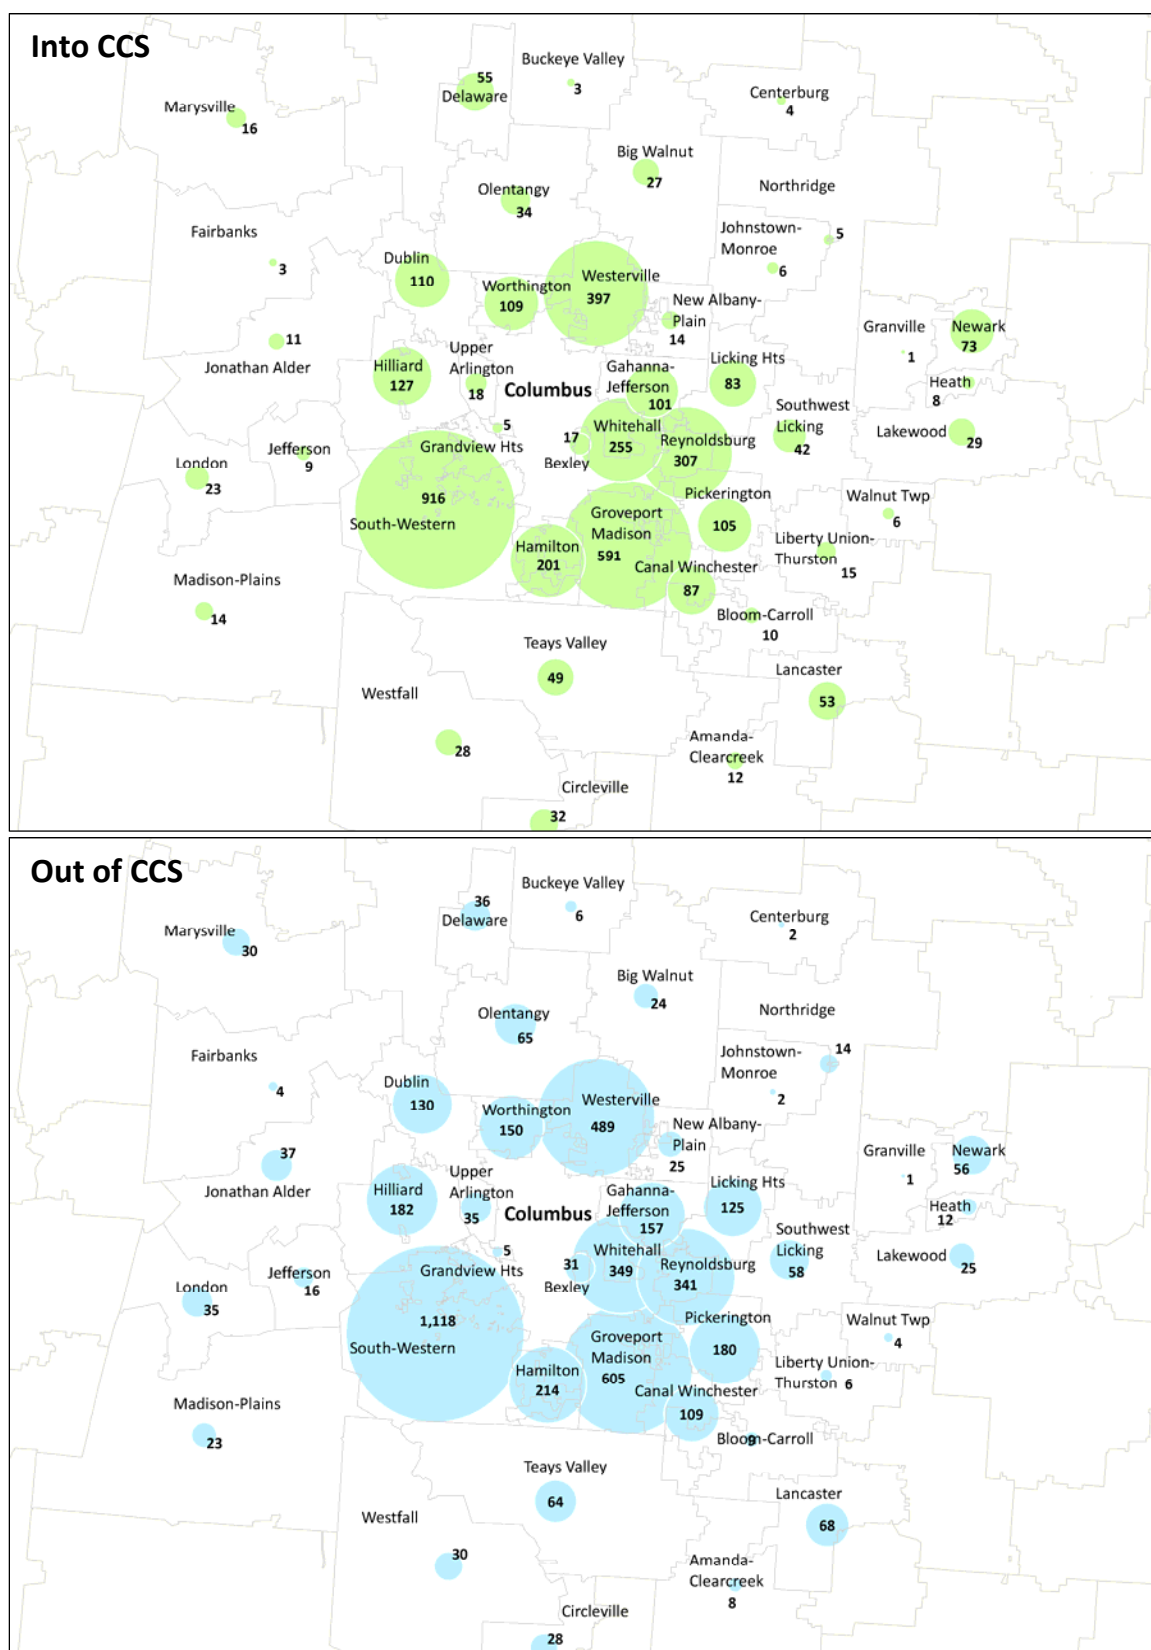 Into CCS
Buckeye Valley
3
55
Delaware
Centerburg
4
Marysville
16
Big Walnut
27
Olentangy
34
Northridge
5
Johnstown-
Monroe
6
Fairbanks
3
Dublin
110
Worthington
109
Westerville
397
New Albany-
Plain
14
Granville
1
Newark
73
11
Jonathan Alder
Hilliard
127
Upper
Arlington
18
Columbus
Gahanna-
Jefferson
101
Licking Hts
83
Heath
8
5
Grandview Hts
17
Bexley
Whitehall
255
Reynoldsburg
307
Southwest
Licking
42
Lakewood
29
Jefferson
9
London
23
916
South-Western
Pickerington
105
Walnut Twp
6
Groveport
Madison
591
Hamilton
201
Canal Winchester
87
Liberty Union-
Thurston
15
Madison-Plains
14
Bloom-Carroll
10
Teays Valley
49
Lancaster
53
Westfall
28
Amanda-
Clearcreek
12
Circleville
32
Out of CCS
Buckeye Valley
6
36
Delaware
Centerburg
2
Marysville
30
Big Walnut
24
Olentangy
65
Northridge
14
Johnstown-
Monroe
2
Fairbanks
4
Dublin
130
Worthington
150
Westerville
489
New Albany-
Plain
25
Granville
1
Newark
56
37
Jonathan Alder
Hilliard
182
Upper
Arlington
35
Columbus
Gahanna-
Jefferson
157
Licking Hts
125
Heath
12
5
Grandview Hts
31
Bexley
Whitehall
349
Reynoldsburg
341
Southwest
Licking
58
Lakewood
25
Jefferson
16
London
35
1,118
South-Western
Pickerington
180
Walnut Twp
4
Groveport
Madison
605
Hamilton
214
Canal Winchester
109
Liberty Union-
Thurston
6
Madison-Plains
23
Bloom-Carroll
9
Teays Valley
64
Lancaster
68
Westfall
30
Amanda-
Clearcreek
8
Circleville
28